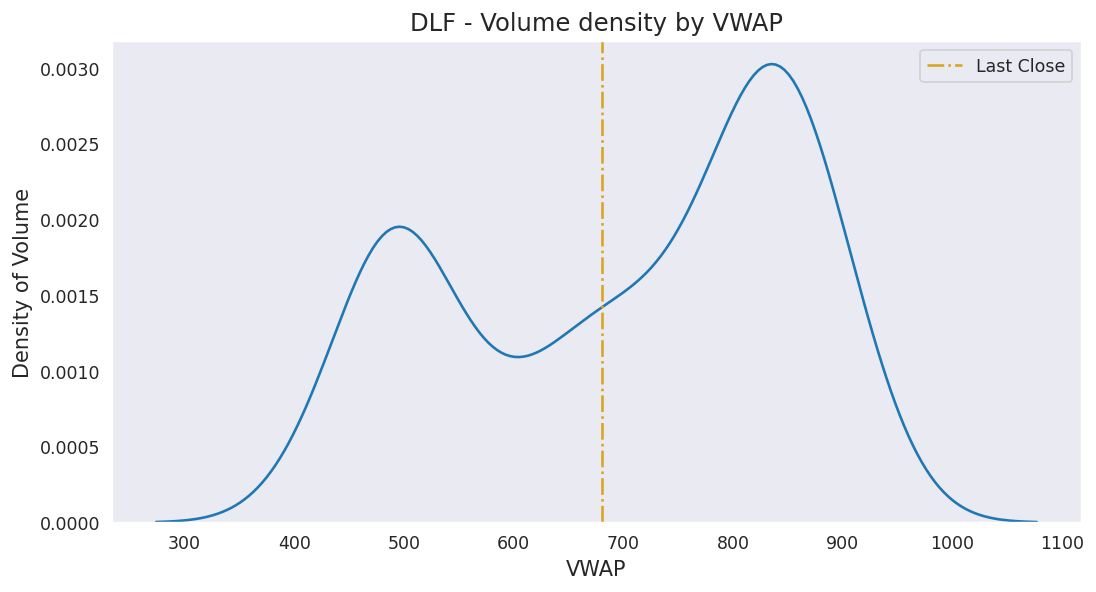 DLF - Volume density by VWAP
Last Close
Density of Volume
0.0030
0.0025
0.0020
0.0015
0.0010
0.0005
0.0000
300 400 500 600 700 800 900 1000 1100
VWAP